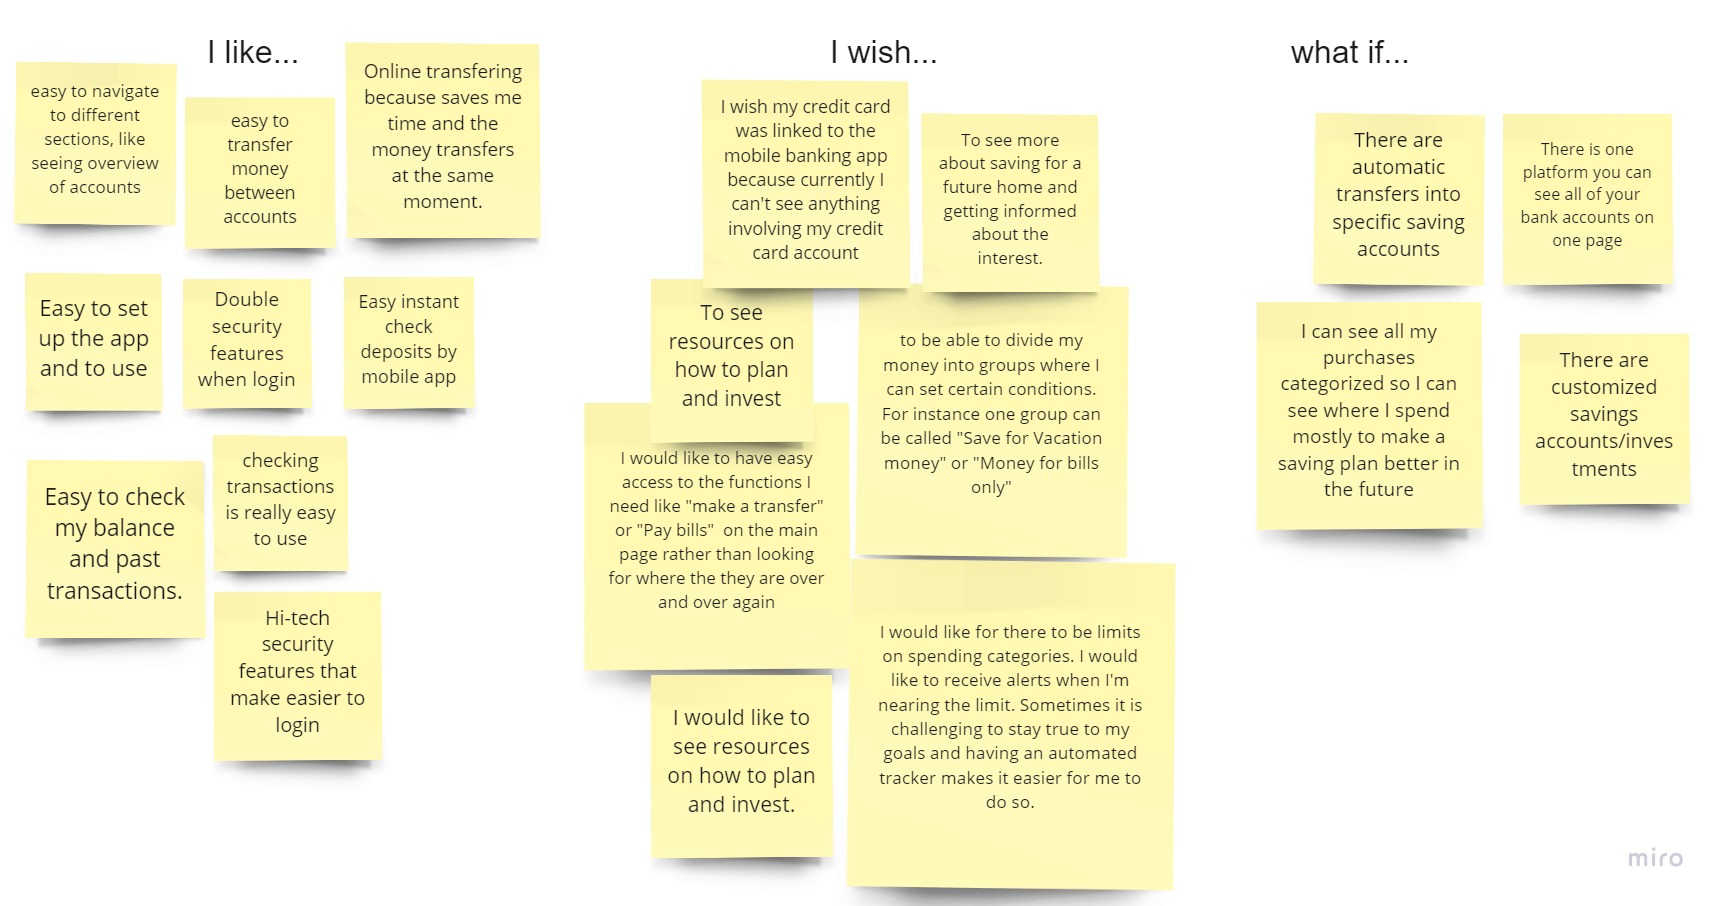 I like...
easy to navigate
to different
sections, like
seeing overview
of accounts
easy to
transfer
money
between
accounts
Online transfering
because saves me
time and the
money transfers
at the same
moment.
Easy to set
up the app
and to use
Double
security
features
when login
Easy instant
check
deposits by
mobile app
Easy to check
my balance
and past
transactions.
checking
transactions
is really easy
to use
Hi-tech
security
features that
make easier to
login
I wish...
I wish my credit card
was linked to the
mobile banking app
because currently I
can't see anything
involving my credit
card account
To see more
about saving for a
future home and
getting informed
about the
interest.
To see
resources on
how to plan
and invest
to be able to divide my
money into groups where I
can set certain conditions.
For instance one group can
be called "Save for Vacation
money" or "Money for bills
only"
I would like to have easy
access to the functions I
need like "make a transfer"
or "Pay bills" on the main
page rather than looking
for where the they are over
and over again
I would like for there to be limits
on spending categories. I would
like to receive alerts when I'm
nearing the limit. Sometimes it is
challenging to stay true to my
goals and having an automated
tracker makes it easier for me to
do so.
I would like to
see resources
on how to plan
and invest.
what if...
There are
automatic
transfers into
specific saving
accounts
There is one
platform you can
see all of your
bank accounts on
one page
I can see all my
purchases
categorized so I can
see where I spend
mostly to make a
saving plan better in
the future
There are
customized
savings
accounts/inves
tments
miro